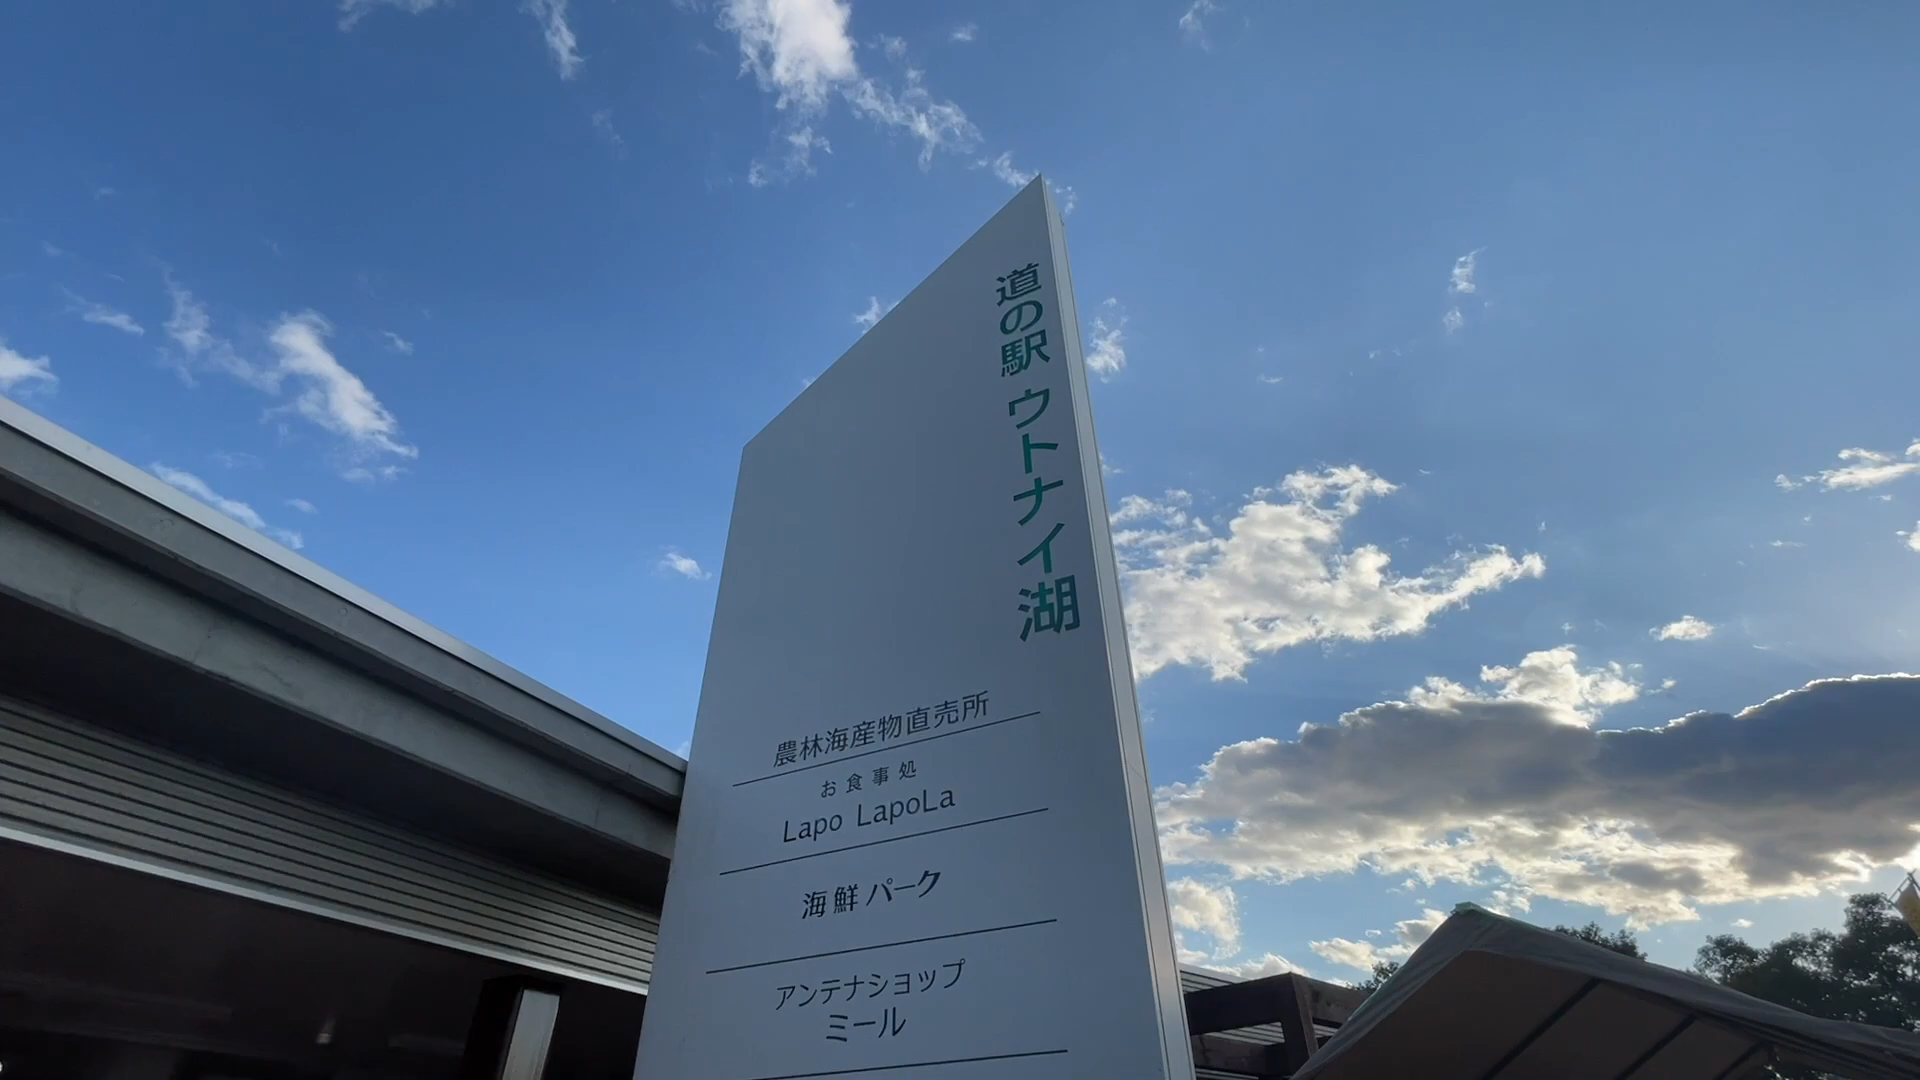 道の駅 ウトナイ湖
農林海産物直売所
お食事処
Lapo LapoLa
海鮮パーク
アンテナショップ
ミール